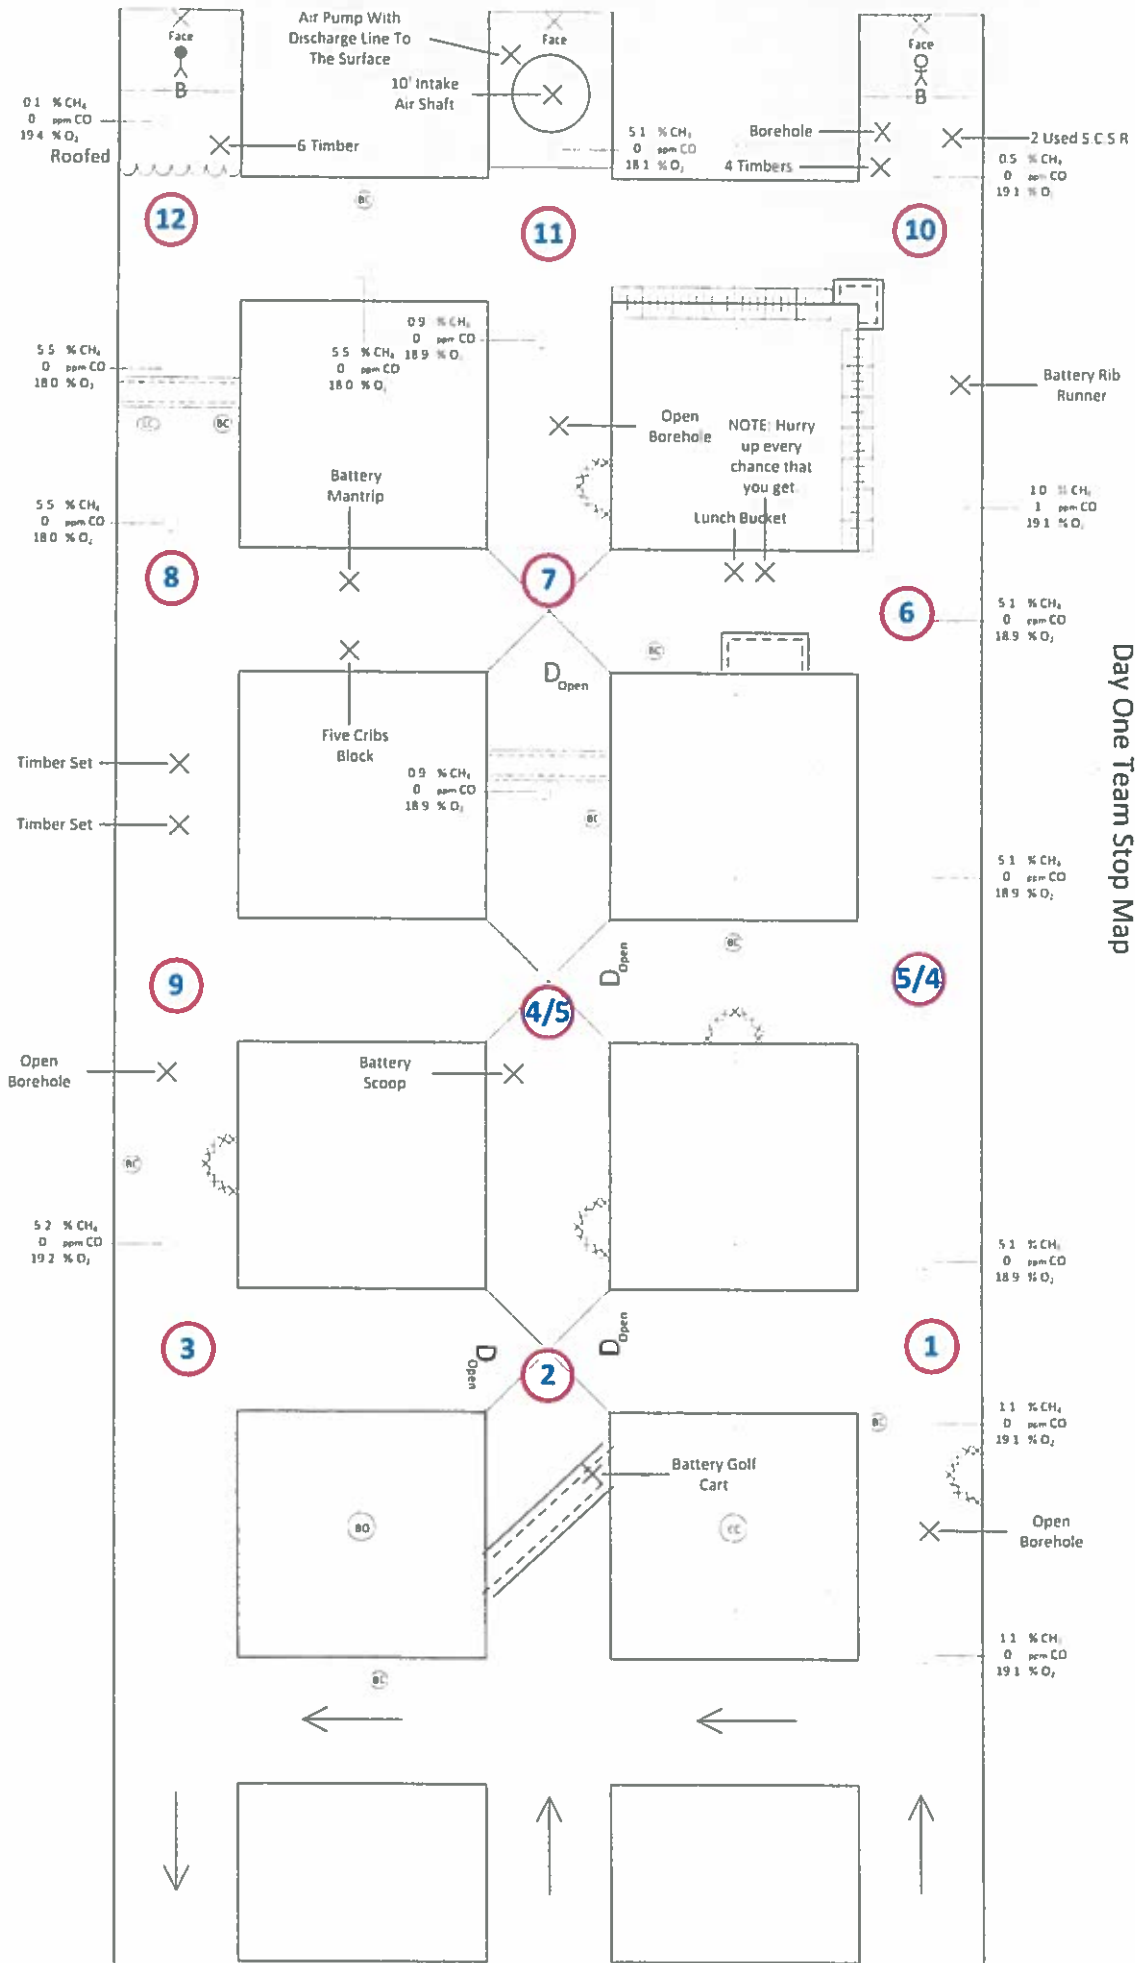 Air Pump With
Discharge Line To
The Surface
Face
Face
Face
B
B
10' Intake
Air Shaft
0.1 % CH₄
0 ppm CO
19.4 % O₂
Roofed
6 Timber
5.1 % CH₄
0 ppm CO
18.1 % O₂
Borehole
4 Timbers
2 Used S.C.S.R
0.5 % CH₄
0 ppm CO
19.1 % O₂
BC
12
11
10
0.9 % CH₄
0 ppm CO
18.9 % O₂
5.5 % CH₄
0 ppm CO
18.0 % O₂
5.5 % CH₄
0 ppm CO
18.0 % O₂
BC
Battery Rib
Runner
Open
Borehole
NOTE: Hurry
up every
chance that
you get
Battery
Mantrip
Lunch Bucket
5.5 % CH₄
0 ppm CO
18.0 % O₂
1.0 % CH₄
1 ppm CO
19.1 % O₂
8
7
6
5.1 % CH₄
0 ppm CO
18.9 % O₂
BC
D Open
Day One Team Stop Map
Five Cribs
Block
Timber Set
Timber Set
0.9 % CH₄
0 ppm CO
18.9 % O₂
BC
5.1 % CH₄
0 ppm CO
18.9 % O₂
BC
D Open
9
4/5
5/4
Open
Borehole
Battery
Scoop
BC
5.2 % CH₄
0 ppm CO
19.2 % O₂
5.1 % CH₄
0 ppm CO
18.9 % O₂
3
D Open
D Open
2
1
BC
1.1 % CH₄
0 ppm CO
19.1 % O₂
Battery Golf
Cart
BO
CC
Open
Borehole
1.1 % CH₄
0 ppm CO
19.1 % O₂
BC